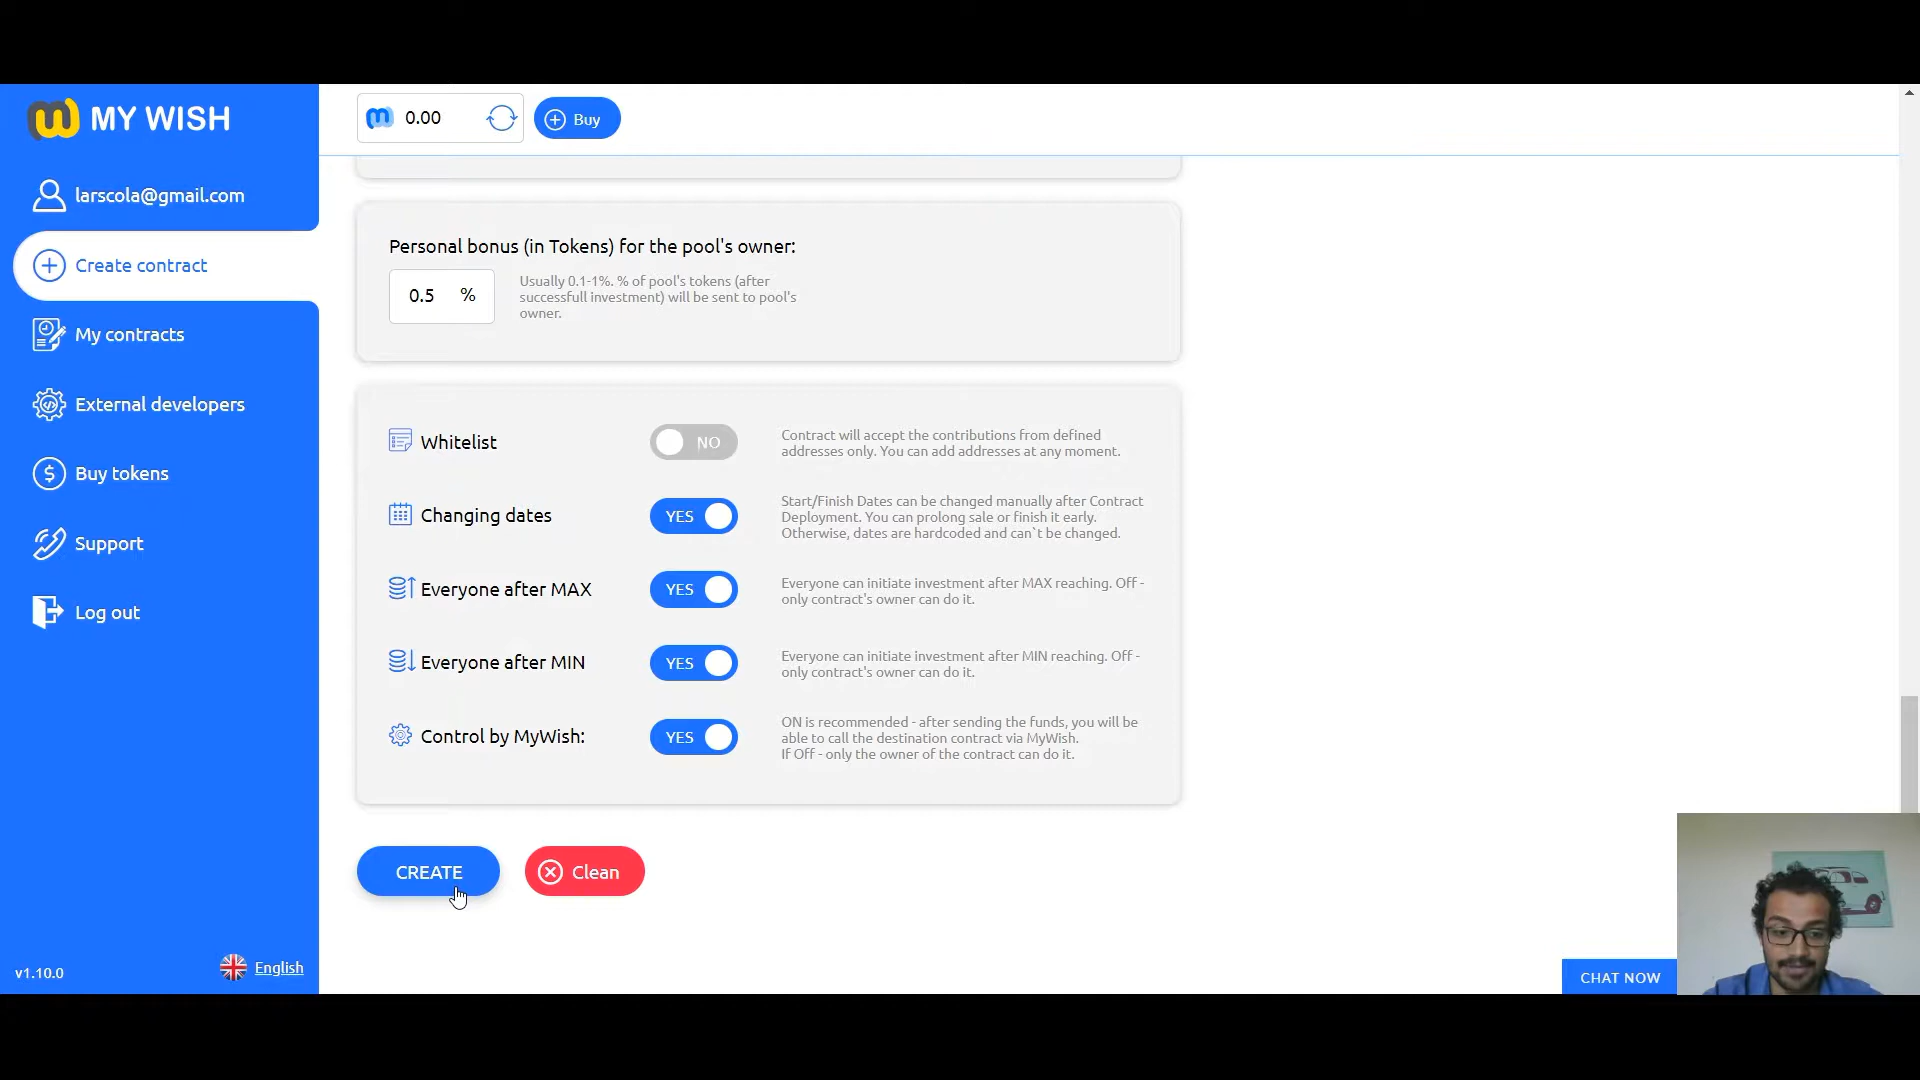 MY WISH
0.00
Buy
larscola@gmail.com
Create contract
My contracts
External developers
Buy tokens
Support
Log out
v1.10.0
English
Personal bonus (in Tokens) for the pool's owner:
0.5 %
Usually 0.1-1%. % of pool's tokens (after
successfull investment) will be sent to pool's
owner.
Whitelist
NO
Contract will accept the contributions from defined
addresses only. You can add addresses at any moment.
Changing dates
YES
Start/Finish Dates can be changed manually after Contract
Deployment. You can prolong sale or finish it early.
Otherwise, dates are hardcoded and can`t be changed.
Everyone after MAX
YES
Everyone can initiate investment after MAX reaching. Off -
only contract's owner can do it.
Everyone after MIN
YES
Everyone can initiate investment after MIN reaching. Off -
only contract's owner can do it.
Control by MyWish:
YES
ON is recommended - after sending the funds, you will be
able to call the destination contract via MyWish.
If Off - only the owner of the contract can do it.
CREATE
Clean
CHAT NOW